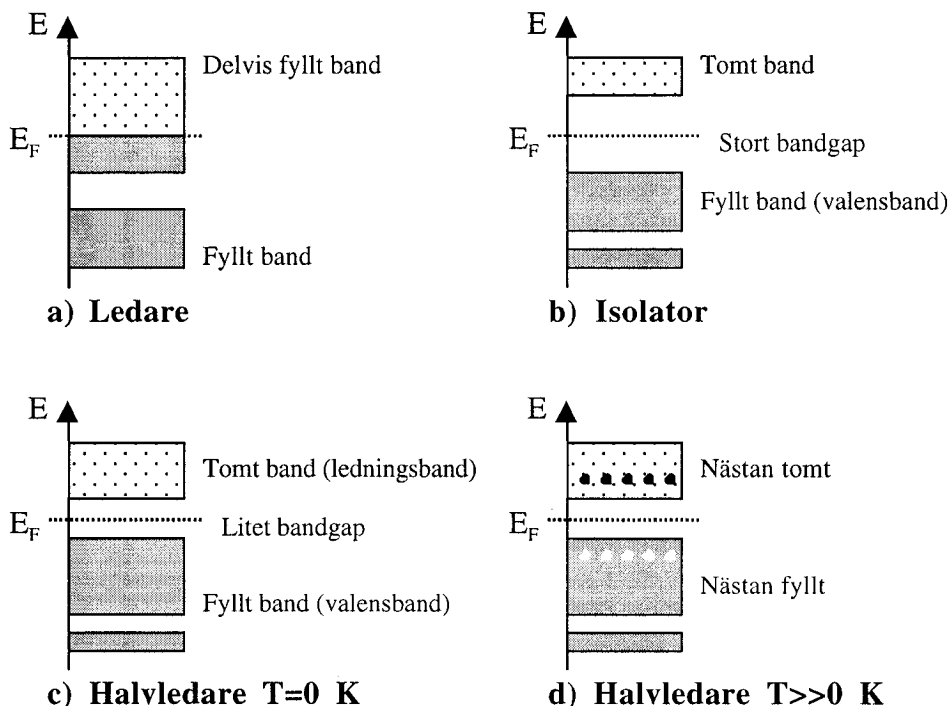 E
Delvis fyllt band
E_F
Fyllt band
a) Ledare
E
Tomt band
E_F
Stort bandgap
Fyllt band (valensband)
b) Isolator
E
Tomt band (ledningsband)
E_F
Litet bandgap
Fyllt band (valensband)
c) Halvledare T=0 K
E
Nästan tomt
E_F
Nästan fyllt
d) Halvledare T>>0 K